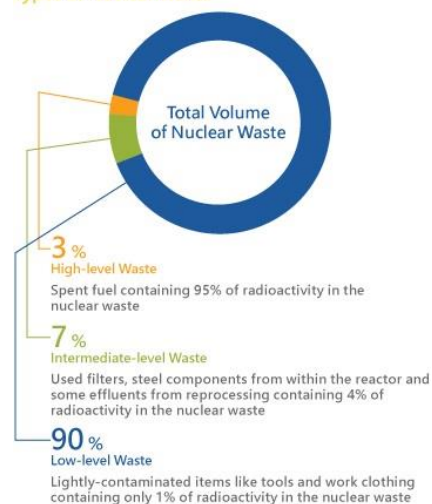 Total Volume
of Nuclear Waste
3 %
High-level Waste
Spent fuel containing 95% of radioactivity in the
nuclear waste
7 %
Intermediate-level Waste
Used filters, steel components from within the reactor and
some effluents from reprocessing containing 4% of
radioactivity in the nuclear waste
90 %
Low-level Waste
Lightly-contaminated items like tools and work clothing
containing only 1% of radioactivity in the nuclear waste